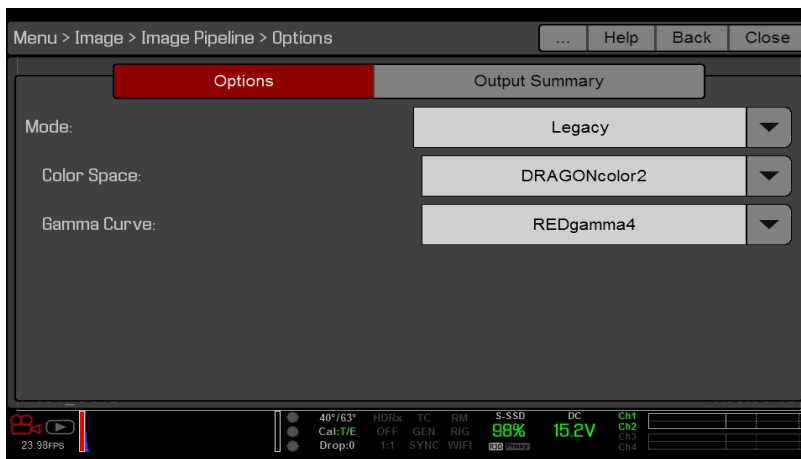 Menu > Image > Image Pipeline > Options ... Help Back Close
Options Output Summary
Mode: Legacy
Color Space: DRAGONcolor2
Gamma Curve: REDgamma4
40°/63° HDRx TC RM S-SSD DC Ch1
Cal:T/E OFF GEN RIG 98% 15.2V Ch2
23.98FPS Drop:0 1:1 SYNC WIFI R3D Proxy Ch3
Ch4